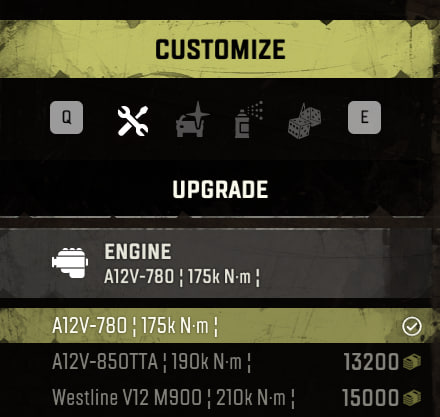 CUSTOMIZE
Q E
UPGRADE
ENGINE
A12V-780 ¦ 175k N·m ¦
A12V-780 ¦ 175k N·m ¦
A12V-850TTA ¦ 190k N·m ¦ 13200
Westline V12 M900 ¦ 210k N·m ¦ 15000